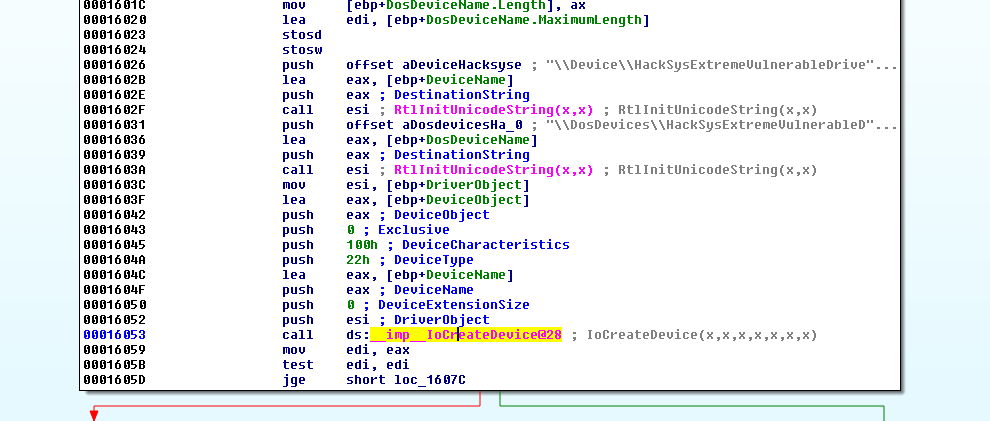 0001601C mov [ebp+DosDeviceName.Length], ax
00016020 lea edi, [ebp+DosDeviceName.MaximumLength]
00016023 stosd
00016024 stosw
00016026 push offset aDeviceHacksyse ; "\\Device\\HackSysExtremeVulnerableDrive"...
0001602B lea eax, [ebp+DeviceName]
0001602E push eax ; DestinationString
0001602F call esi ; RtlInitUnicodeString(x,x) ; RtlInitUnicodeString(x,x)
00016031 push offset aDosdevicesHa_0 ; "\\DosDevices\\HackSysExtremeVulnerableD"...
00016036 lea eax, [ebp+DosDeviceName]
00016039 push eax ; DestinationString
0001603A call esi ; RtlInitUnicodeString(x,x) ; RtlInitUnicodeString(x,x)
0001603C mov esi, [ebp+DriverObject]
0001603F lea eax, [ebp+DeviceObject]
00016042 push eax ; DeviceObject
00016043 push 0 ; Exclusive
00016045 push 100h ; DeviceCharacteristics
0001604A push 22h ; DeviceType
0001604C lea eax, [ebp+DeviceName]
0001604F push eax ; DeviceName
00016050 push 0 ; DeviceExtensionSize
00016052 push esi ; DriverObject
00016053 call ds:__imp__IoCreateDevice@28 ; IoCreateDevice(x,x,x,x,x,x,x)
00016059 mov edi, eax
0001605B test edi, edi
0001605D jge short loc_1607C